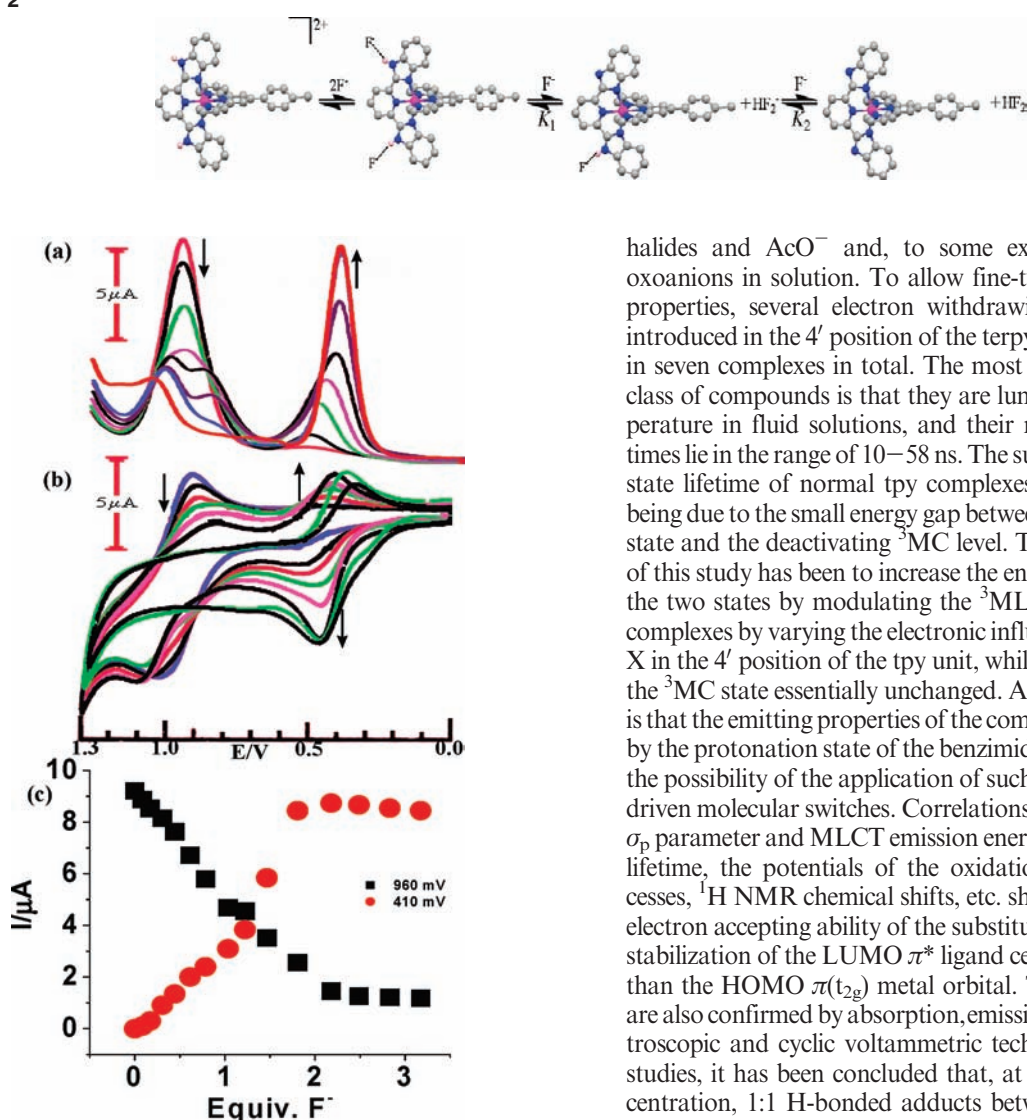 2
2+
F
2F-
F-
F-
K1
+ HF2-
K2
+ HF2
F
F
(a)
5μA
(b)
5μA
1.3 1.0 E/V 0.5 0.0
(c)
10
8
6
4
2
0
I/μA
960 mV
410 mV
0 1 2 3
Equiv. F-
halides and AcO− and, to some ex
oxoanions in solution. To allow fine-t
properties, several electron withdrawi
introduced in the 4′ position of the terpy
in seven complexes in total. The most
class of compounds is that they are lum
perature in fluid solutions, and their r
times lie in the range of 10−58 ns. The su
state lifetime of normal tpy complexes
being due to the small energy gap between
state and the deactivating 3MC level. T
of this study has been to increase the en
the two states by modulating the 3ML
complexes by varying the electronic influ
X in the 4′ position of the tpy unit, while
the 3MC state essentially unchanged. A
is that the emitting properties of the com
by the protonation state of the benzimid
the possibility of the application of such
driven molecular switches. Correlations
σp parameter and MLCT emission energ
lifetime, the potentials of the oxidation
cesses, 1H NMR chemical shifts, etc. sh
electron accepting ability of the substitu
stabilization of the LUMO π* ligand ce
than the HOMO π(t2g) metal orbital. T
are also confirmed by absorption, emissi
troscopic and cyclic voltammetric tech
studies, it has been concluded that, at
centration, 1:1 H-bonded adducts betw